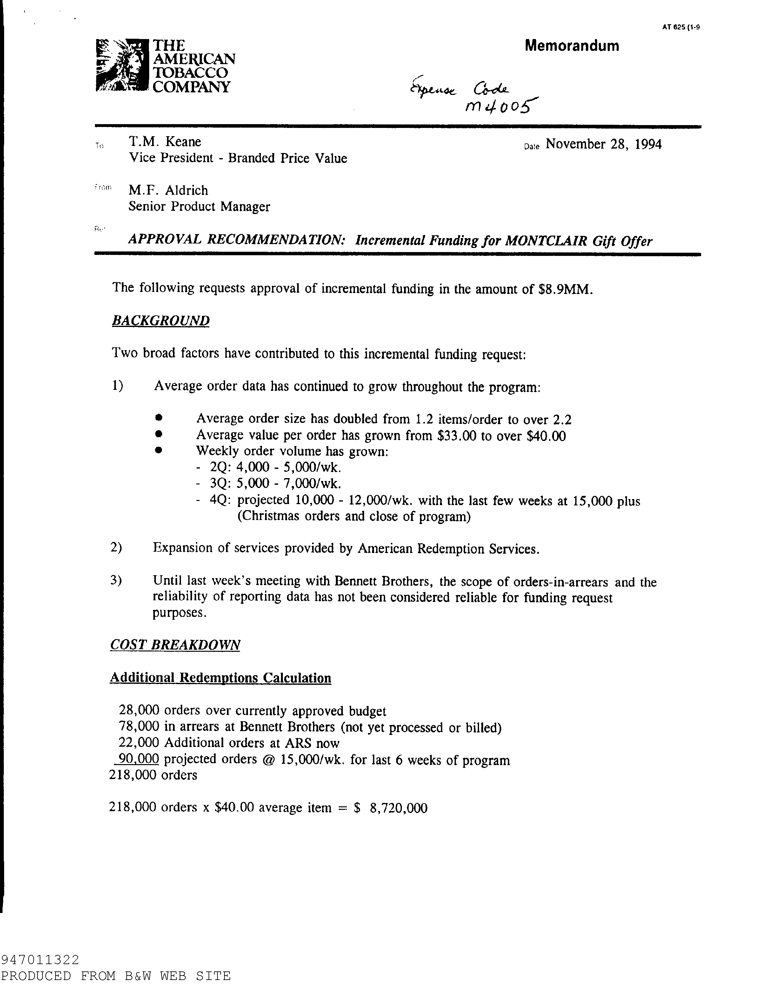 AT 625 (1-9
THE
AMERICAN
TOBACCO
COMPANY
Memorandum
Expense Code
M4005
To T.M. Keane
Vice President - Branded Price Value
Date November 28, 1994
From M.F. Aldrich
Senior Product Manager
Re:
APPROVAL RECOMMENDATION: Incremental Funding for MONTCLAIR Gift Offer
The following requests approval of incremental funding in the amount of $8.9MM.
BACKGROUND
Two broad factors have contributed to this incremental funding request:
1) Average order data has continued to grow throughout the program:
● Average order size has doubled from 1.2 items/order to over 2.2
● Average value per order has grown from $33.00 to over $40.00
● Weekly order volume has grown:
- 2Q: 4,000 - 5,000/wk.
- 3Q: 5,000 - 7,000/wk.
- 4Q: projected 10,000 - 12,000/wk. with the last few weeks at 15,000 plus
(Christmas orders and close of program)
2) Expansion of services provided by American Redemption Services.
3) Until last week's meeting with Bennett Brothers, the scope of orders-in-arrears and the
reliability of reporting data has not been considered reliable for funding request
purposes.
COST BREAKDOWN
Additional Redemptions Calculation
28,000 orders over currently approved budget
78,000 in arrears at Bennett Brothers (not yet processed or billed)
22,000 Additional orders at ARS now
90,000 projected orders @ 15,000/wk. for last 6 weeks of program
218,000 orders
218,000 orders x $40.00 average item = $ 8,720,000
947011322
PRODUCED FROM B&W WEB SITE